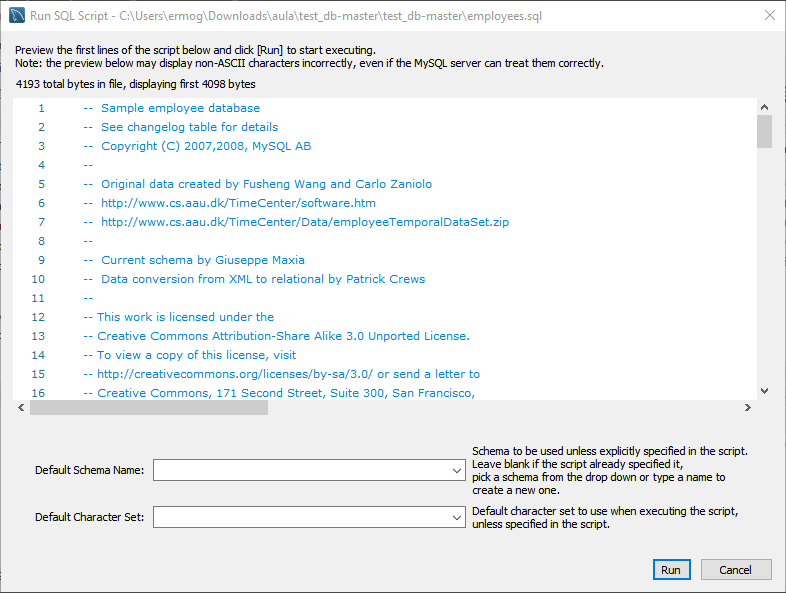 Run SQL Script - C:\Users\ermog\Downloads\aula\test_db-master\test_db-master\employees.sql
Preview the first lines of the script below and click [Run] to start executing.
Note: the preview below may display non-ASCII characters incorrectly, even if the MySQL server can treat them correctly.
4193 total bytes in file, displaying first 4098 bytes
1 -- Sample employee database
2 -- See changelog table for details
3 -- Copyright (C) 2007,2008, MySQL AB
4 --
5 -- Original data created by Fusheng Wang and Carlo Zaniolo
6 -- http://www.cs.aau.dk/TimeCenter/software.htm
7 -- http://www.cs.aau.dk/TimeCenter/Data/employeeTemporalDataSet.zip
8 --
9 -- Current schema by Giuseppe Maxia
10 -- Data conversion from XML to relational by Patrick Crews
11 --
12 -- This work is licensed under the
13 -- Creative Commons Attribution-Share Alike 3.0 Unported License.
14 -- To view a copy of this license, visit
15 -- http://creativecommons.org/licenses/by-sa/3.0/ or send a letter to
16 -- Creative Commons, 171 Second Street, Suite 300, San Francisco,
Default Schema Name:
Schema to be used unless explicitly specified in the script.
Leave blank if the script already specified it,
pick a schema from the drop down or type a name to
create a new one.
Default Character Set:
Default character set to use when executing the script,
unless specified in the script.
Run
Cancel